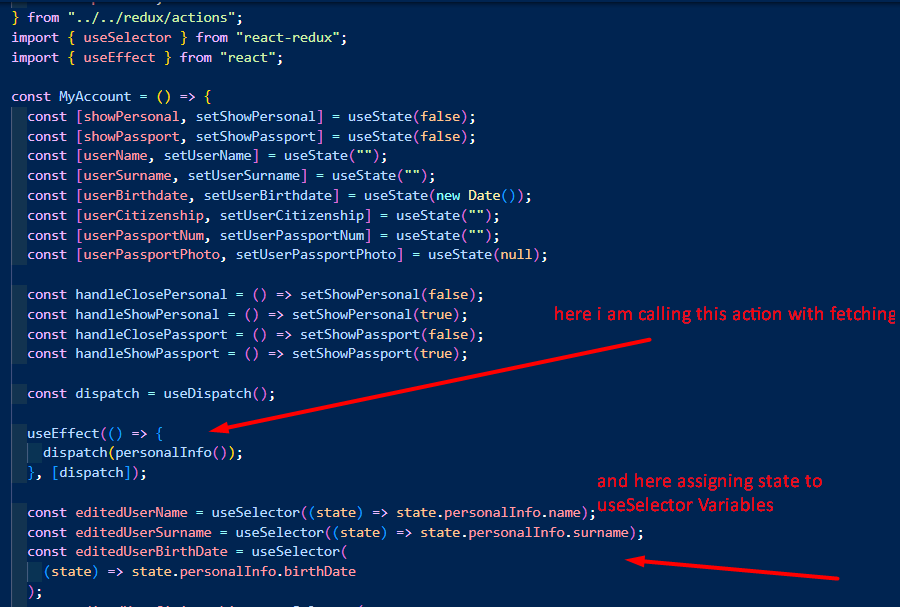 } from "../../redux/actions";
import { useSelector } from "react-redux";
import { useEffect } from "react";
const MyAccount = () => {
const [showPersonal, setShowPersonal] = useState(false);
const [showPassport, setShowPassport] = useState(false);
const [userName, setUserName] = useState("");
const [userSurname, setUserSurname] = useState("");
const [userBirthdate, setUserBirthdate] = useState(new Date());
const [userCitizenship, setUserCitizenship] = useState("");
const [userPassportNum, setUserPassportNum] = useState("");
const [userPassportPhoto, setUserPassportPhoto] = useState(null);
const handleClosePersonal = () => setShowPersonal(false);
const handleShowPersonal = () => setShowPersonal(true);
here i am calling this action with fetching
const handleClosePassport = () => setShowPassport(false);
const handleShowPassport = () => setShowPassport(true);
const dispatch = useDispatch();
useEffect(() => {
dispatch(personalInfo());
}, [dispatch]);
and here assigning state to
useSelector Variables
const editedUserName = useSelector((state) => state.personalInfo.name);
const editedUserSurname = useSelector((state) => state.personalInfo.surname);
const editedUserBirthDate = useSelector(
(state) => state.personalInfo.birthDate
);